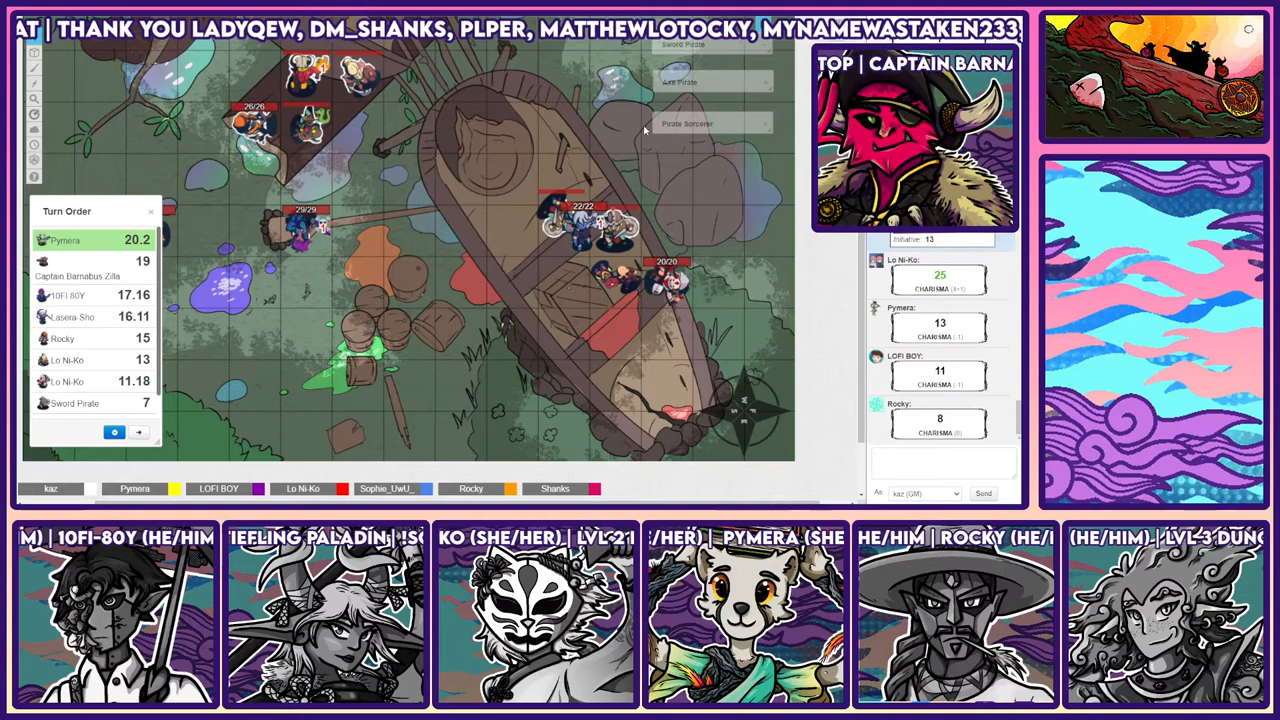 AT | THANK YOU LADYQEW, DM_SHANKS, PLPER, MATTHEWLOTOCKY, MYNAMEWASTAKEN233,
Sword Pirate
Axe Pirate
Pirate Sorcerer
TOP | CAPTAIN BARNA
26/26
29/29
22/22
20/20
Turn Order
Pymera 20.2
19
Captain Barnabus Zilla
10FI 80Y 17.16
Lasera-Sho 16.11
Rocky 15
Lo Ni-Ko 13
Lo Ni-Ko 11.18
Sword Pirate 7
W
S
E
Initiative: 13
Lo Ni-Ko:
25
CHARISMA (4+1)
Pymera:
13
CHARISMA (-1)
LOFI BOY:
11
CHARISMA (-1)
Rocky:
8
CHARISMA (0)
As: kaz (GM) Send
kaz Pymera LOFI BOY Lo Ni-Ko Sophie_UwU_ Rocky Shanks
M) | 10FI-80Y (HE/HIM
TIEFLING PALADIN | !SO
KO (SHE/HER) | LVL-21
E/HER) | PYMERA (SHE
HE/HIM | ROCKY (HE/
(HE/HIM) | LVL-3 DUNG